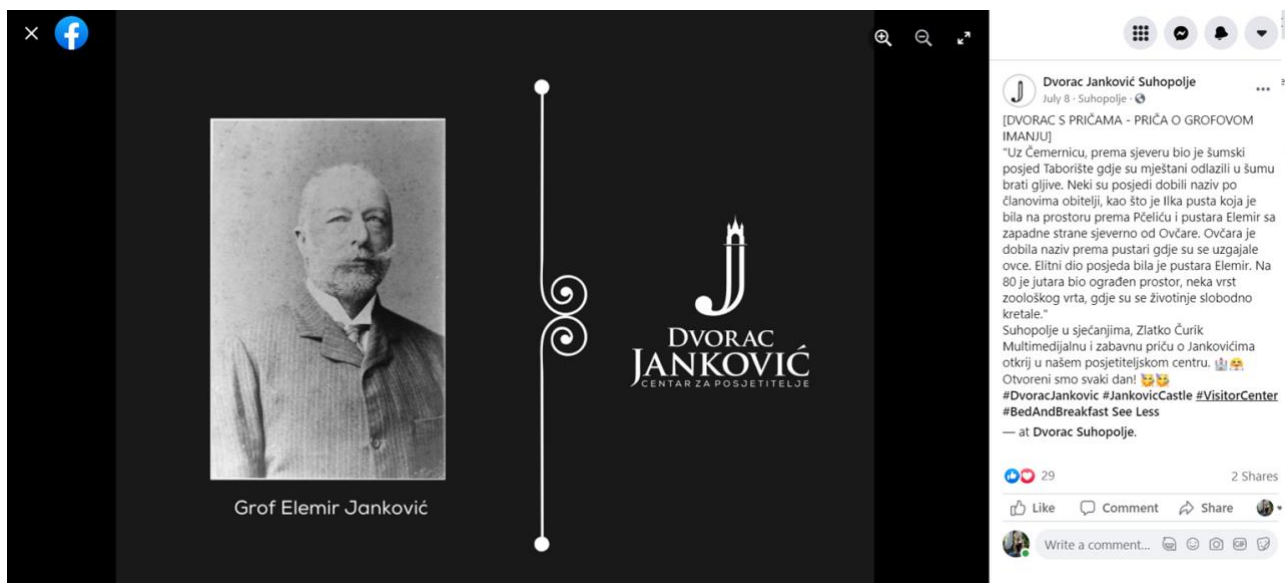 Grof Elemir Janković
DVORAC
JANKOVIĆ
CENTAR ZA POSJETITELJE
Dvorac Janković Suhopolje
July 8 · Suhopolje ·
[DVORAC S PRIČAMA - PRIČA O GROFOVOM
IMANJU]
"Uz Čemernicu, prema sjeveru bio je šumski
posjed Taborište gdje su mještani odlazili u šumu
brati gljive. Neki su posjedi dobili naziv po
članovima obitelji, kao što je Ilka pusta koja je
bila na prostoru prema Pčeliću i pustara Elemir sa
zapadne strane sjeverno od Ovčare. Ovčara je
dobila naziv prema pustari gdje su se uzgajale
ovce. Elitni dio posjeda bila je pustara Elemir. Na
80 je jutara bio ograđen prostor, neka vrst
zoološkog vrta, gdje su se životinje slobodno
kretale."
Suhopolje u sjećanjima, Zlatko Čurik
Multimedijalnu i zabavnu priču o Jankovićima
otkrij u našem posjetiteljskom centru.
Otvoreni smo svaki dan!
#DvoracJankovic #JankovicCastle #VisitorCenter
#BedAndBreakfast See Less
— at Dvorac Suhopolje.
29
2 Shares
Like
Comment
Share
Write a comment...
GIF